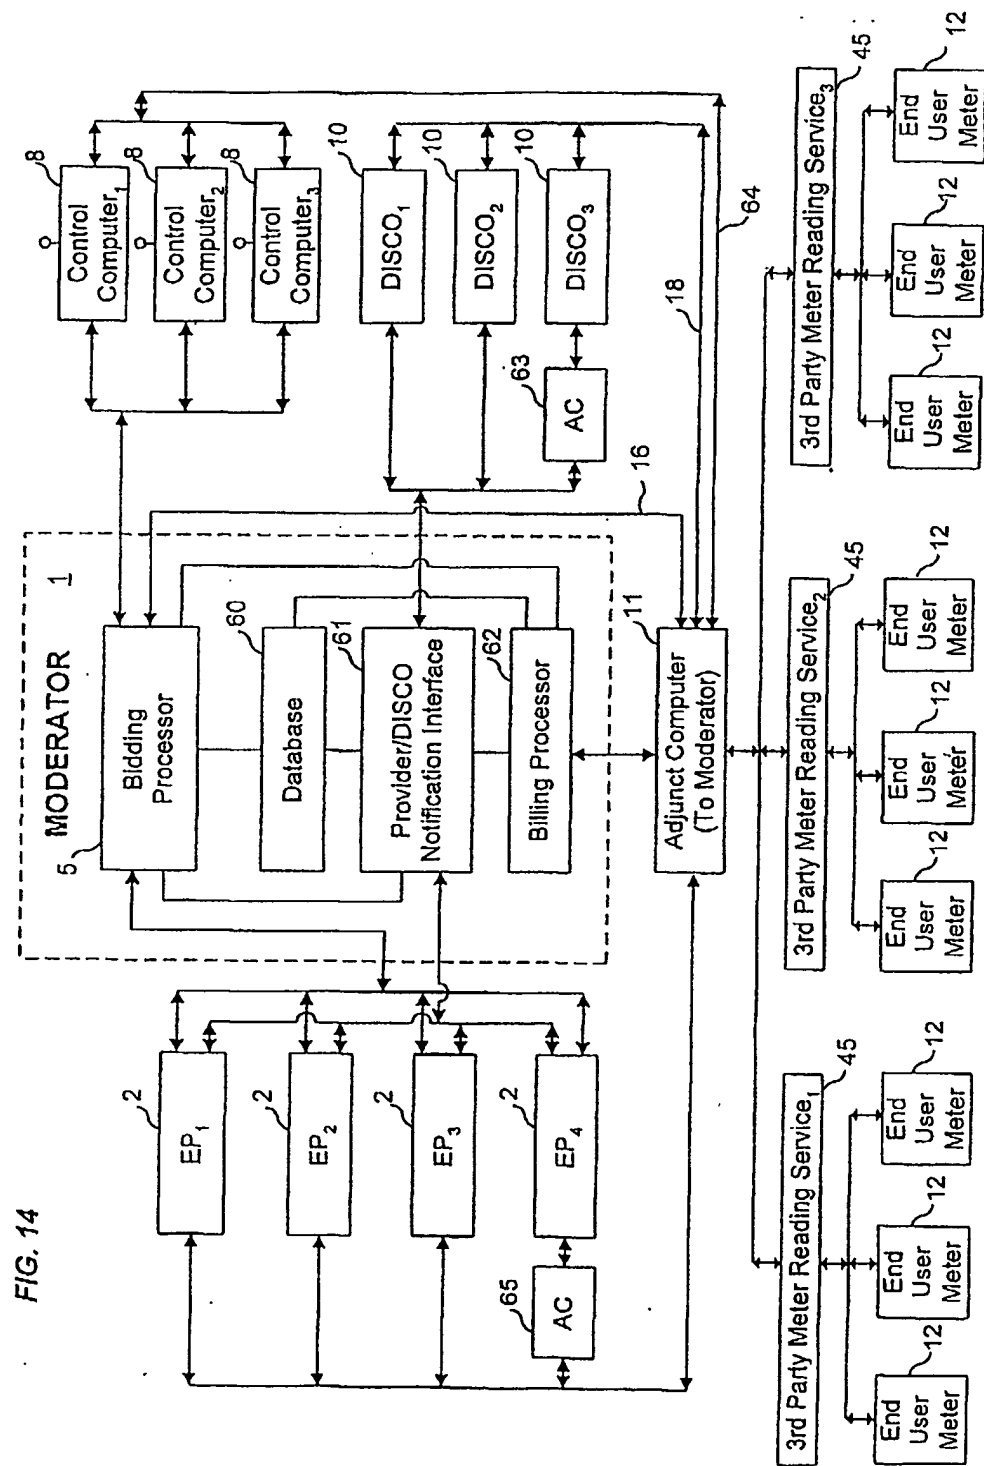 FIG. 14
MODERATOR
1
5
Bidding
Processor
60
Database
61
Provider/DISCO
Notification Interface
62
Billing Processor
2
EP1
2
EP2
2
EP3
2
EP4
65
AC
8
Control
Computer1
8
Control
Computer2
8
Control
Computer3
10
DISCO1
10
DISCO2
10
DISCO3
63
AC
16
18
64
11
Adjunct Computer
(To Moderator)
45
3rd Party Meter Reading Service1
12
End
User
Meter
12
End
User
Meter
12
End
User
Meter
45
3rd Party Meter Reading Service2
12
End
User
Meter
12
End
User
Meter
12
End
User
Meter
45
3rd Party Meter Reading Service3
12
End
User
Meter
12
End
User
Meter
12
End
User
Meter